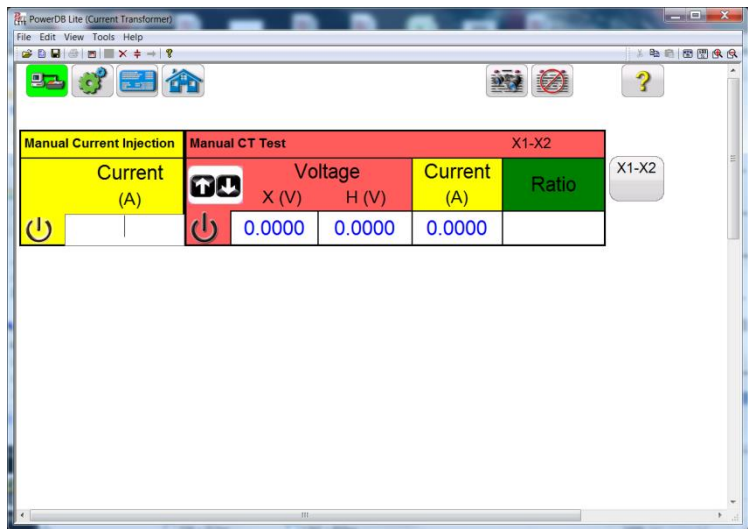 PowerDB Lite (Current Transformer)
File Edit View Tools Help
Manual Current Injection Manual CT Test X1-X2
Current Voltage Current Ratio X1-X2
(A) X (V) H (V) (A)
0.0000 0.0000 0.0000